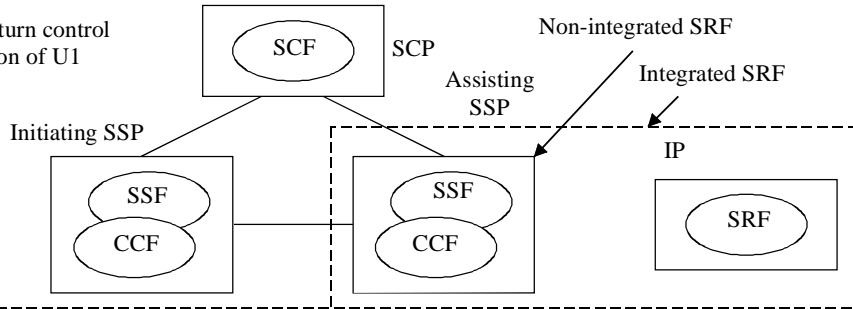 turn control
on of U1
SCF
SCP
Non-integrated SRF
Assisting
SSP
Integrated SRF
Initiating SSP
IP
SSF
CCF
SSF
CCF
SRF